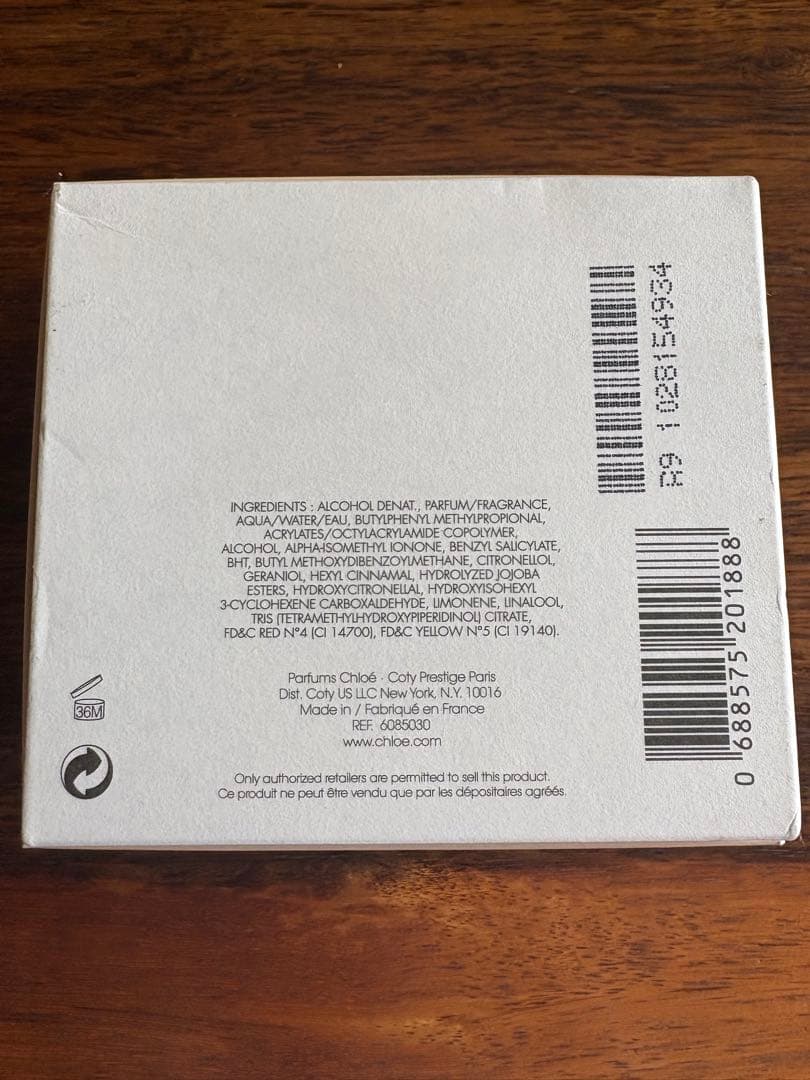 A9 1028154934
INGREDIENTS : ALCOHOL DENAT., PARFUM/FRAGRANCE,
AQUA/WATER/EAU, BUTYLPHENYL METHYLPROPIONAL,
ACRYLATES/OCTYLACRYLAMIDE COPOLYMER,
ALCOHOL, ALPHA-ISOMETHYL IONONE, BENZYL SALICYLATE,
BHT, BUTYL METHOXYDIBENZOYLMETHANE, CITRONELLOL,
GERANIOL, HEXYL CINNAMAL, HYDROLYZED JOJOBA
ESTERS, HYDROXYCITRONELLAL, HYDROXYISOHEXYL
3-CYCLOHEXENE CARBOXALDEHYDE, LIMONENE, LINALOOL,
TRIS (TETRAMETHYLHYDROXYPIPERIDINOL) CITRATE,
FD&C RED N°4 (CI 14700), FD&C YELLOW N°5 (CI 19140).
0 688575 201888
36M
Parfums Chloé - Coty Prestige Paris
Dist. Coty US LLC New York, N.Y. 10016
Made in / Fabriqué en France
REF. 6085030
www.chloe.com
Only authorized retailers are permitted to sell this product.
Ce produit ne peut être vendu que par les dépositaires agréés.